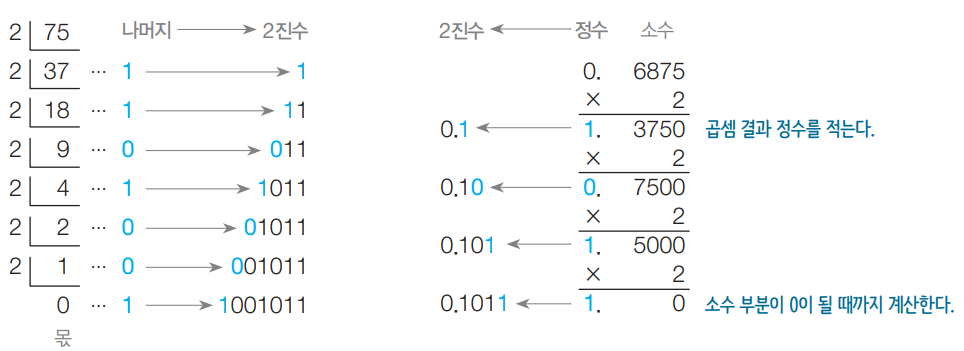 2 75 나머지 2진수
2 37 ··· 1 1
2 18 ··· 1 11
2 9 ··· 0 011
2 4 ··· 1 1011
2 2 ··· 0 01011
2 1 ··· 0 001011
0 ··· 1 1001011
몫
2진수 정수 소수
0. 6875
× 2
0.1 1. 3750 곱셈 결과 정수를 적는다.
× 2
0.10 0. 7500
× 2
0.101 1. 5000
× 2
0.1011 1. 0 소수 부분이 0이 될 때까지 계산한다.